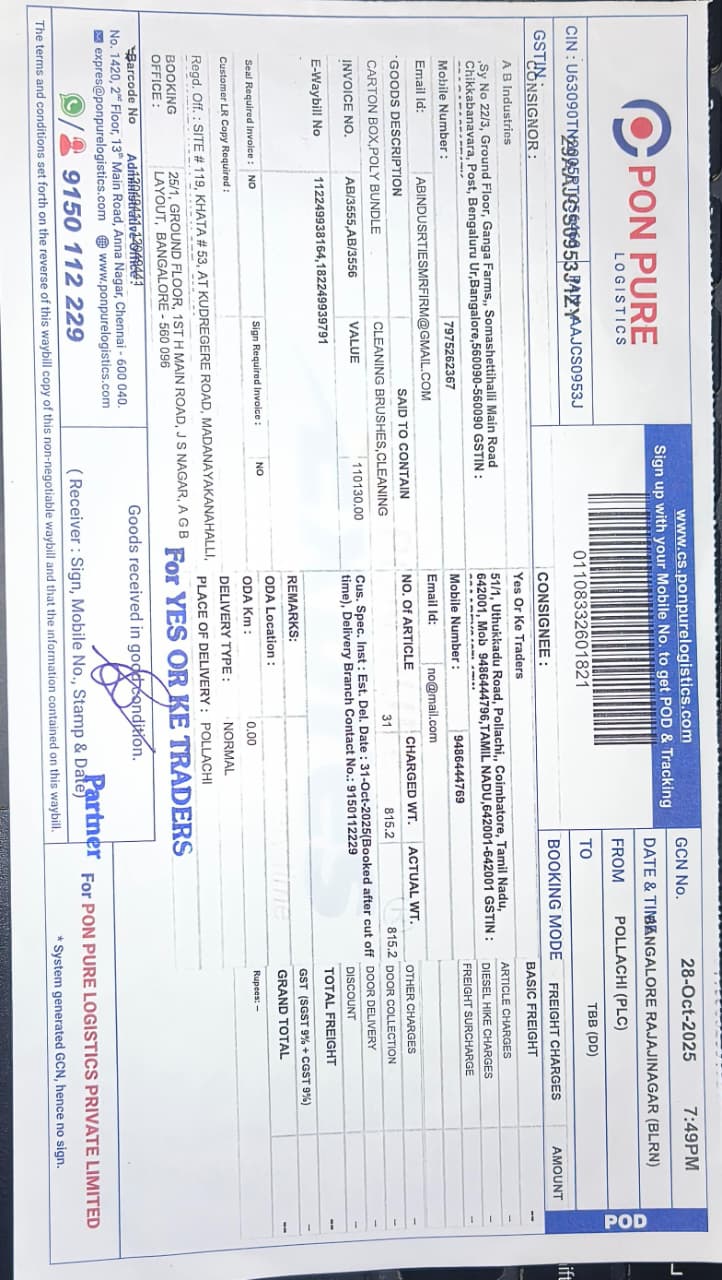 PON PURE
LOGISTICS
www.cs.ponpurelogistics.com
Sign up with your Mobile No. to get POD & Tracking
011083332601821
GCN No.
DATE & TIME
28-Oct-2025 7:49PM
FROM
BANGALORE RAJAJINAGAR (BLRN)
TO
POLLACHI (PLC)
BOOKING MODE
TBB (DD)
POD
CIN : U63090TN2005PTC
AAJCS0953J
GSTIN :
29AAJCS0953J1ZY
CONSIGNOR :
A B Industries
,Sy No 22/3, Ground Floor, Ganga Farms,, Somashettihalli Main Road
Chikkabanavara, Post, Bengaluru Ur,Bangalore,560090-560090 GSTIN :
Mobile Number : 7975262367
Email Id: ABINDUSRTIESMRFIRM@GMAIL.COM
CONSIGNEE :
Yes Or Ke Traders
51/1, Uthukkadu Road, Pollachi,, Coimbatore, Tamil Nadu,
642001, Mob. 9486444796,TAMIL NADU,642001-642001 GSTIN :
Mobile Number : 9486444769
Email Id: no@mail.com
GOODS DESCRIPTION SAID TO CONTAIN NO. OF ARTICLE CHARGED WT. ACTUAL WT.
CARTON BOX,POLY BUNDLE CLEANING BRUSHES,CLEANING 31 815.2 815.2
INVOICE NO. AB/3555,AB/3556 VALUE 110130.00
Cus. Spec. Inst : Est. Del. Date : 31-Oct-2025(Booked after cut off
time), Delivery Branch Contact No.: 9150112229
E-Waybill No 112249938164,182249939791
REMARKS:
ODA Location :
ODA Km : 0.00
Seal Required Invoice : NO Sign Required Invoice : NO
Customer LR Copy Required :
DELIVERY TYPE : NORMAL
PLACE OF DELIVERY : POLLACHI
Regd. Off. : SITE # 119, KHATA # 53, AT KUDREGERE ROAD, MADANAYAKANAHALLI,
BOOKING OFFICE : 25/1, GROUND FLOOR, 1ST H MAIN ROAD, J S NAGAR, A G B
LAYOUT, BANGALORE - 560 096
FREIGHT CHARGES AMOUNT
BASIC FREIGHT --
ARTICLE CHARGES --
DIESEL HIKE CHARGES --
FREIGHT SURCHARGE --
OTHER CHARGES --
DOOR COLLECTION --
DOOR DELIVERY --
DISCOUNT --
TOTAL FREIGHT --
GST (SGST 9% + CGST 9%) --
GRAND TOTAL --
Rupees: --
Barcode No
Administrative Office :
No. 1420, 2nd Floor, 13th Main Road, Anna Nagar, Chennai - 600 040.
expres@ponpurelogistics.com www.ponpurelogistics.com
9150 112 229
For YES OR KE TRADERS
Goods received in good condition.
Partner
( Receiver : Sign, Mobile No., Stamp & Date)
For PON PURE LOGISTICS PRIVATE LIMITED
* System generated GCN, hence no sign.
The terms and conditions set forth on the reverse of this waybill copy of this non-negotiable waybill and that the information contained on this waybill.